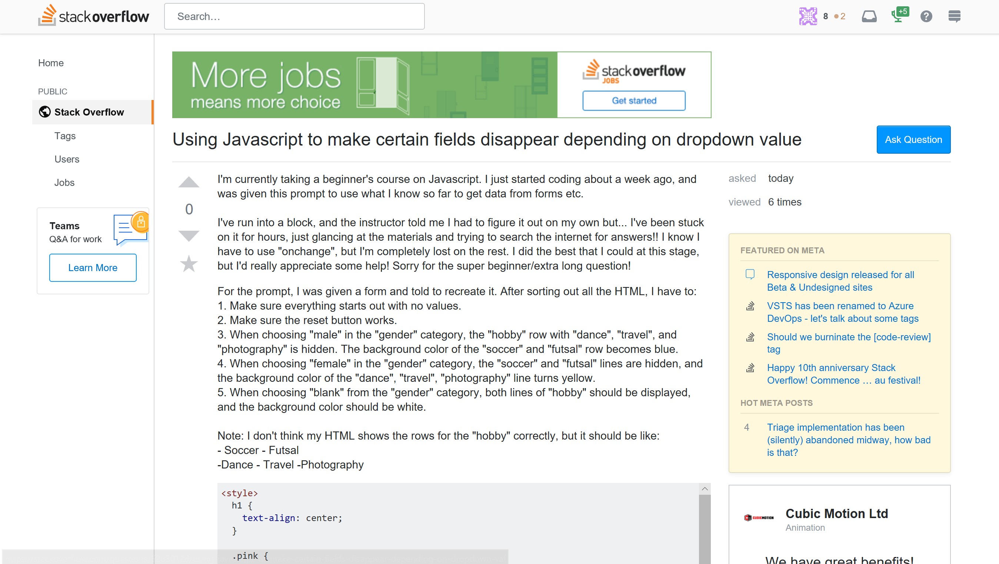 stackoverflow
Search…
8 2
+5
?
Home
PUBLIC
Stack Overflow
Tags
Users
Jobs
Teams
Q&A for work
Learn More
More jobs
means more choice
stackoverflow
JOBS
Get started
Using Javascript to make certain fields disappear depending on dropdown value
Ask Question
0
I'm currently taking a beginner's course on Javascript. I just started coding about a week ago, and
was given this prompt to use what I know so far to get data from forms etc.
I've run into a block, and the instructor told me I had to figure it out on my own but... I've been stuck
on it for hours, just glancing at the materials and trying to search the internet for answers!! I know I
have to use "onchange", but I'm completely lost on the rest. I did the best that I could at this stage,
but I'd really appreciate some help! Sorry for the super beginner/extra long question!
For the prompt, I was given a form and told to recreate it. After sorting out all the HTML, I have to:
1. Make sure everything starts out with no values.
2. Make sure the reset button works.
3. When choosing "male" in the "gender" category, the "hobby" row with "dance", "travel", and
"photography" is hidden. The background color of the "soccer" and "futsal" row becomes blue.
4. When choosing "female" in the "gender" category, the "soccer" and "futsal" lines are hidden, and
the background color of the "dance", "travel", "photography" line turns yellow.
5. When choosing "blank" from the "gender" category, both lines of "hobby" should be displayed,
and the background color should be white.
Note: I don't think my HTML shows the rows for the "hobby" correctly, but it should be like:
- Soccer - Futsal
-Dance - Travel -Photography
<style>
h1 {
text-align: center;
}
.pink {
asked today
viewed 6 times
FEATURED ON META
Responsive design released for all
Beta & Undesigned sites
VSTS has been renamed to Azure
DevOps - let's talk about some tags
Should we burninate the [code-review]
tag
Happy 10th anniversary Stack
Overflow! Commence … au festival!
HOT META POSTS
4 Triage implementation has been
(silently) abandoned midway, how bad
is that?
CUBICMOTION
Cubic Motion Ltd
Animation
We have great benefits!